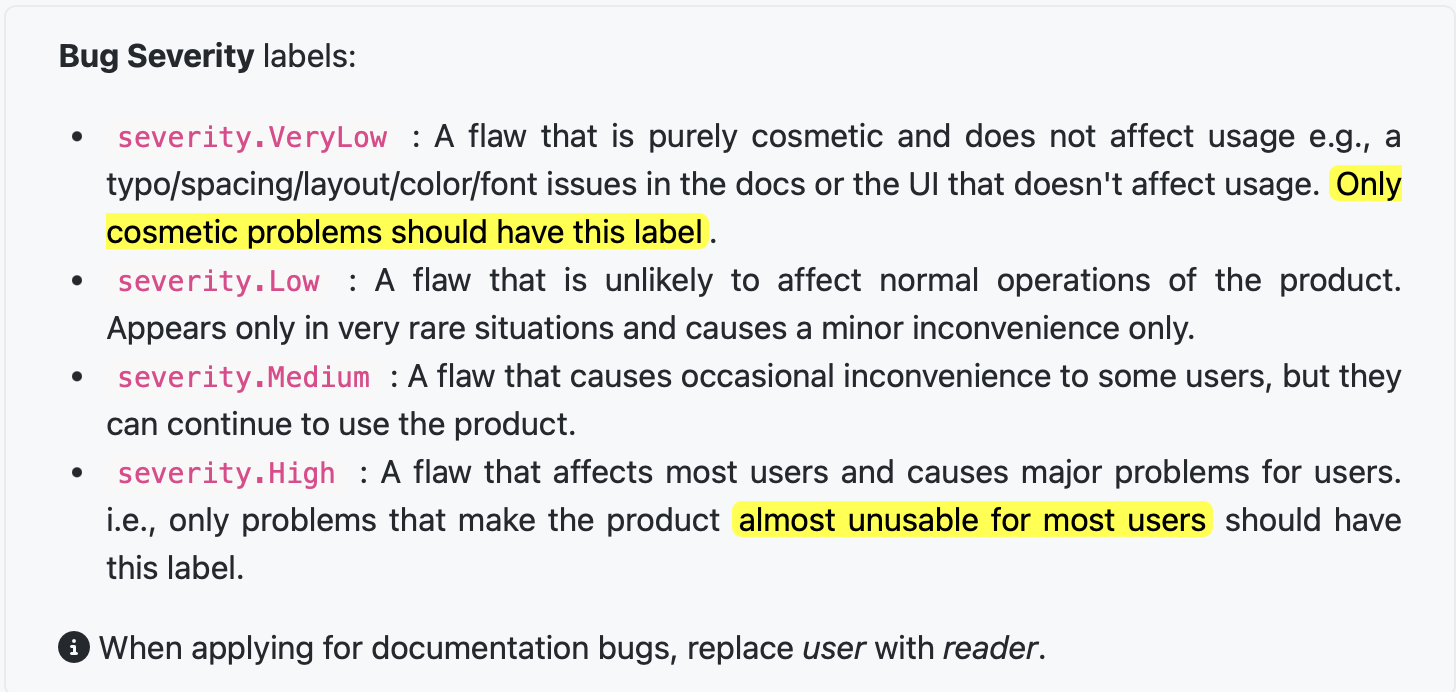 Bug Severity labels:
• severity.VeryLow : A flaw that is purely cosmetic and does not affect usage e.g., a
typo/spacing/layout/color/font issues in the docs or the UI that doesn't affect usage. Only
cosmetic problems should have this label.
• severity.Low : A flaw that is unlikely to affect normal operations of the product.
Appears only in very rare situations and causes a minor inconvenience only.
• severity.Medium : A flaw that causes occasional inconvenience to some users, but they
can continue to use the product.
• severity.High : A flaw that affects most users and causes major problems for users.
i.e., only problems that make the product almost unusable for most users should have
this label.
When applying for documentation bugs, replace user with reader.